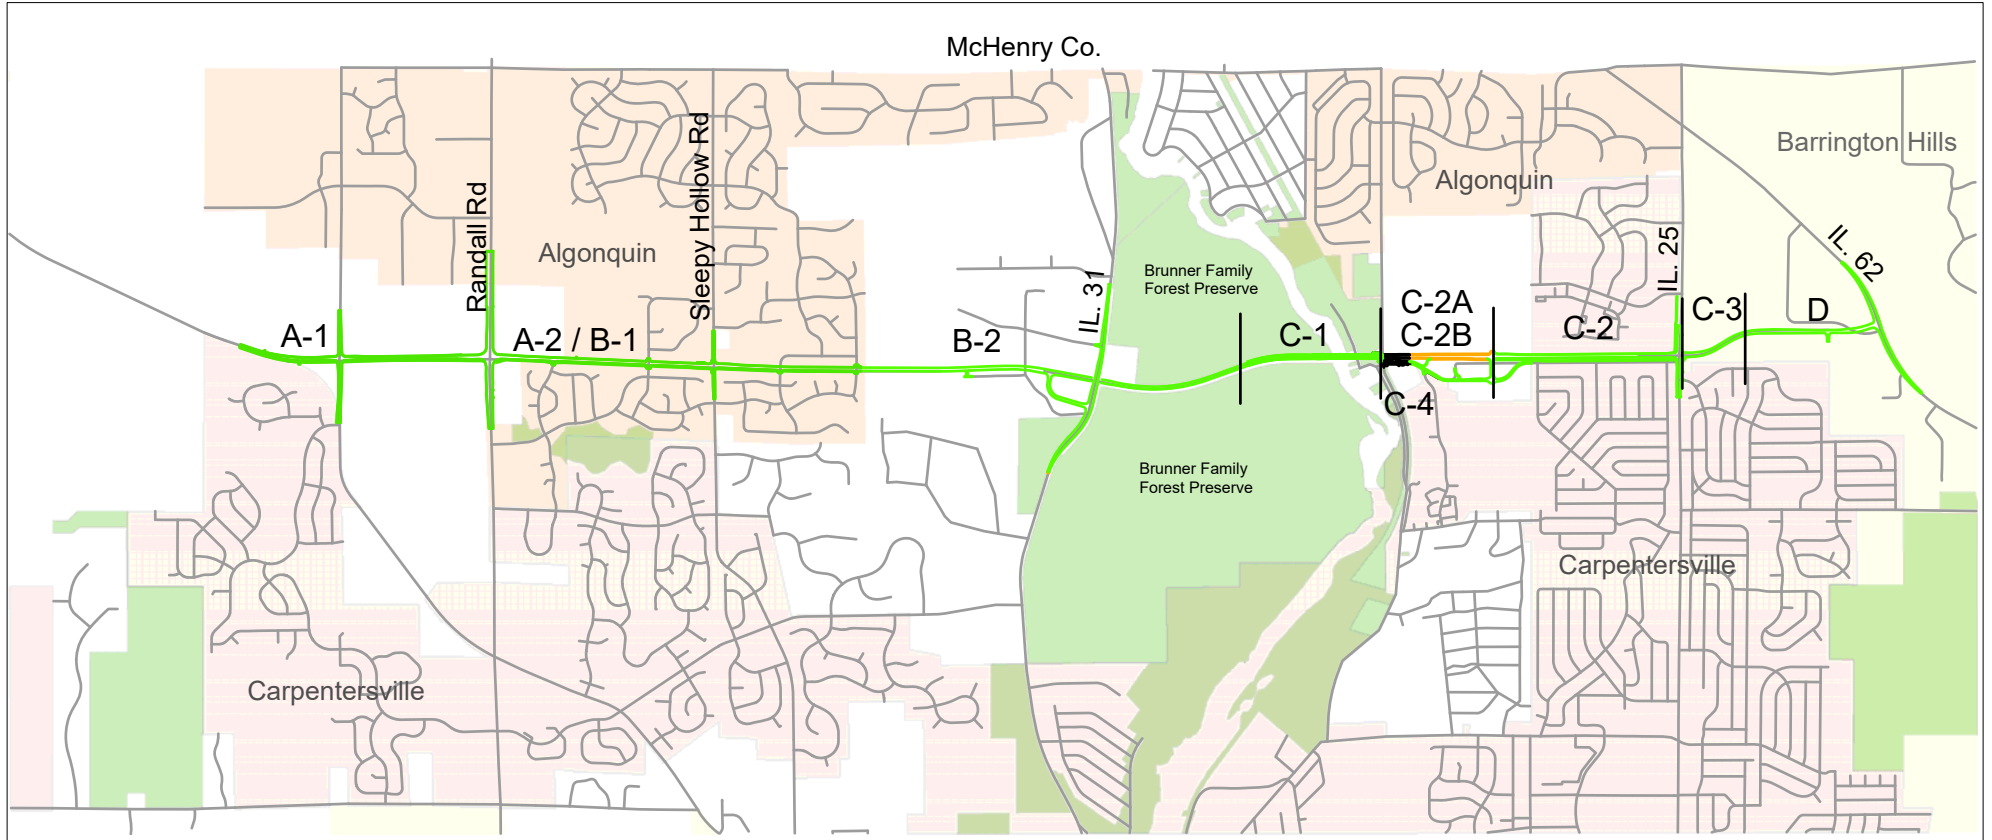 McHenry Co.
Barrington Hills
Algonquin
Sleepy Hollow Rd
Randall Rd
Algonquin
IL. 25
IL. 62
Brunner Family
Forest Preserve
IL. 31
C-2A
C-2B
C-3
D
A-1
A-2 / B-1
B-2
C-1
C-2
C-4
Brunner Family
Forest Preserve
Carpentersville
Carpentersville